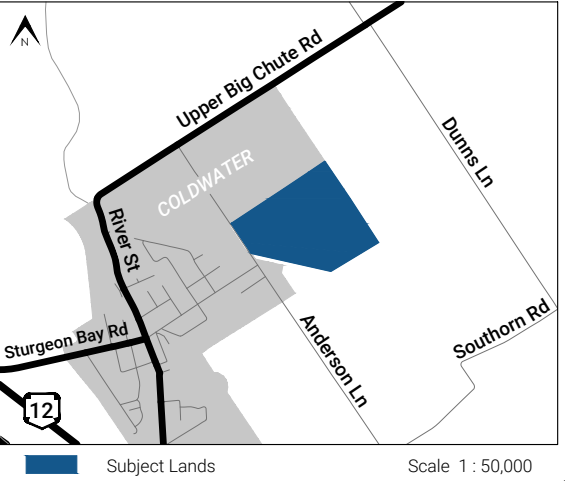 N
Upper Big Chute Rd
COLDWATER
Dunns Ln
River St
Sturgeon Bay Rd
Anderson Ln
Southorn Rd
12
Subject Lands
Scale 1 : 50,000